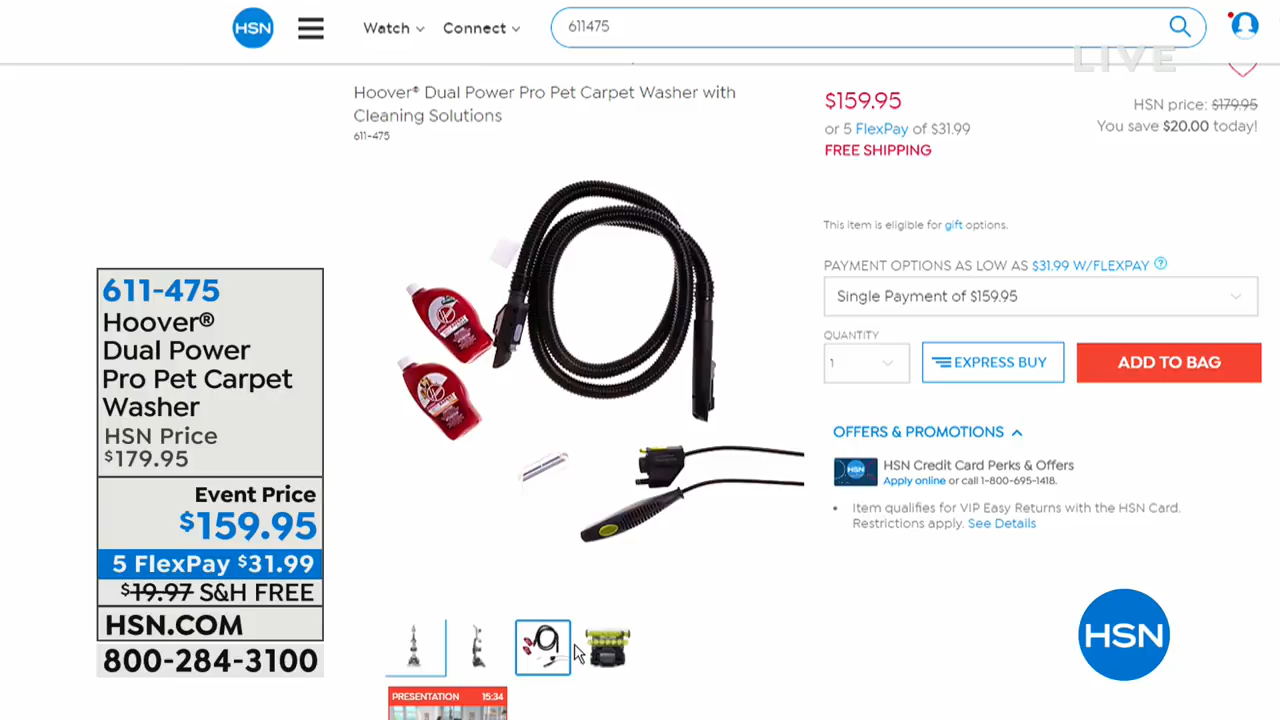 HSN
Watch
Connect
611475
LIVE
Hoover® Dual Power Pro Pet Carpet Washer with
Cleaning Solutions
611-475
$159.95
or 5 FlexPay of $31.99
FREE SHIPPING
HSN price: $179.95
You save $20.00 today!
This item is eligible for gift options.
PAYMENT OPTIONS AS LOW AS $31.99 W/FLEXPAY ?
Single Payment of $159.95
QUANTITY
1
EXPRESS BUY
ADD TO BAG
OFFERS & PROMOTIONS
HSN
HSN Credit Card Perks & Offers
Apply online or call 1-800-695-1418.
• Item qualifies for VIP Easy Returns with the HSN Card.
Restrictions apply. See Details
611-475
Hoover®
Dual Power
Pro Pet Carpet
Washer
HSN Price
$179.95
Event Price
$159.95
5 FlexPay $31.99
$19.97 S&H FREE
HSN.COM
800-284-3100
PRESENTATION 15:34
HSN